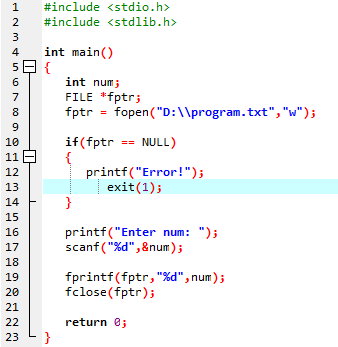 1 #include <stdio.h>
2 #include <stdlib.h>
3
4 int main()
5 {
6 int num;
7 FILE *fptr;
8 fptr = fopen("D:\\program.txt","w");
9
10 if(fptr == NULL)
11 {
12 printf("Error!");
13 exit(1);
14 }
15
16 printf("Enter num: ");
17 scanf("%d",&num);
18
19 fprintf(fptr,"%d",num);
20 fclose(fptr);
21
22 return 0;
23 }